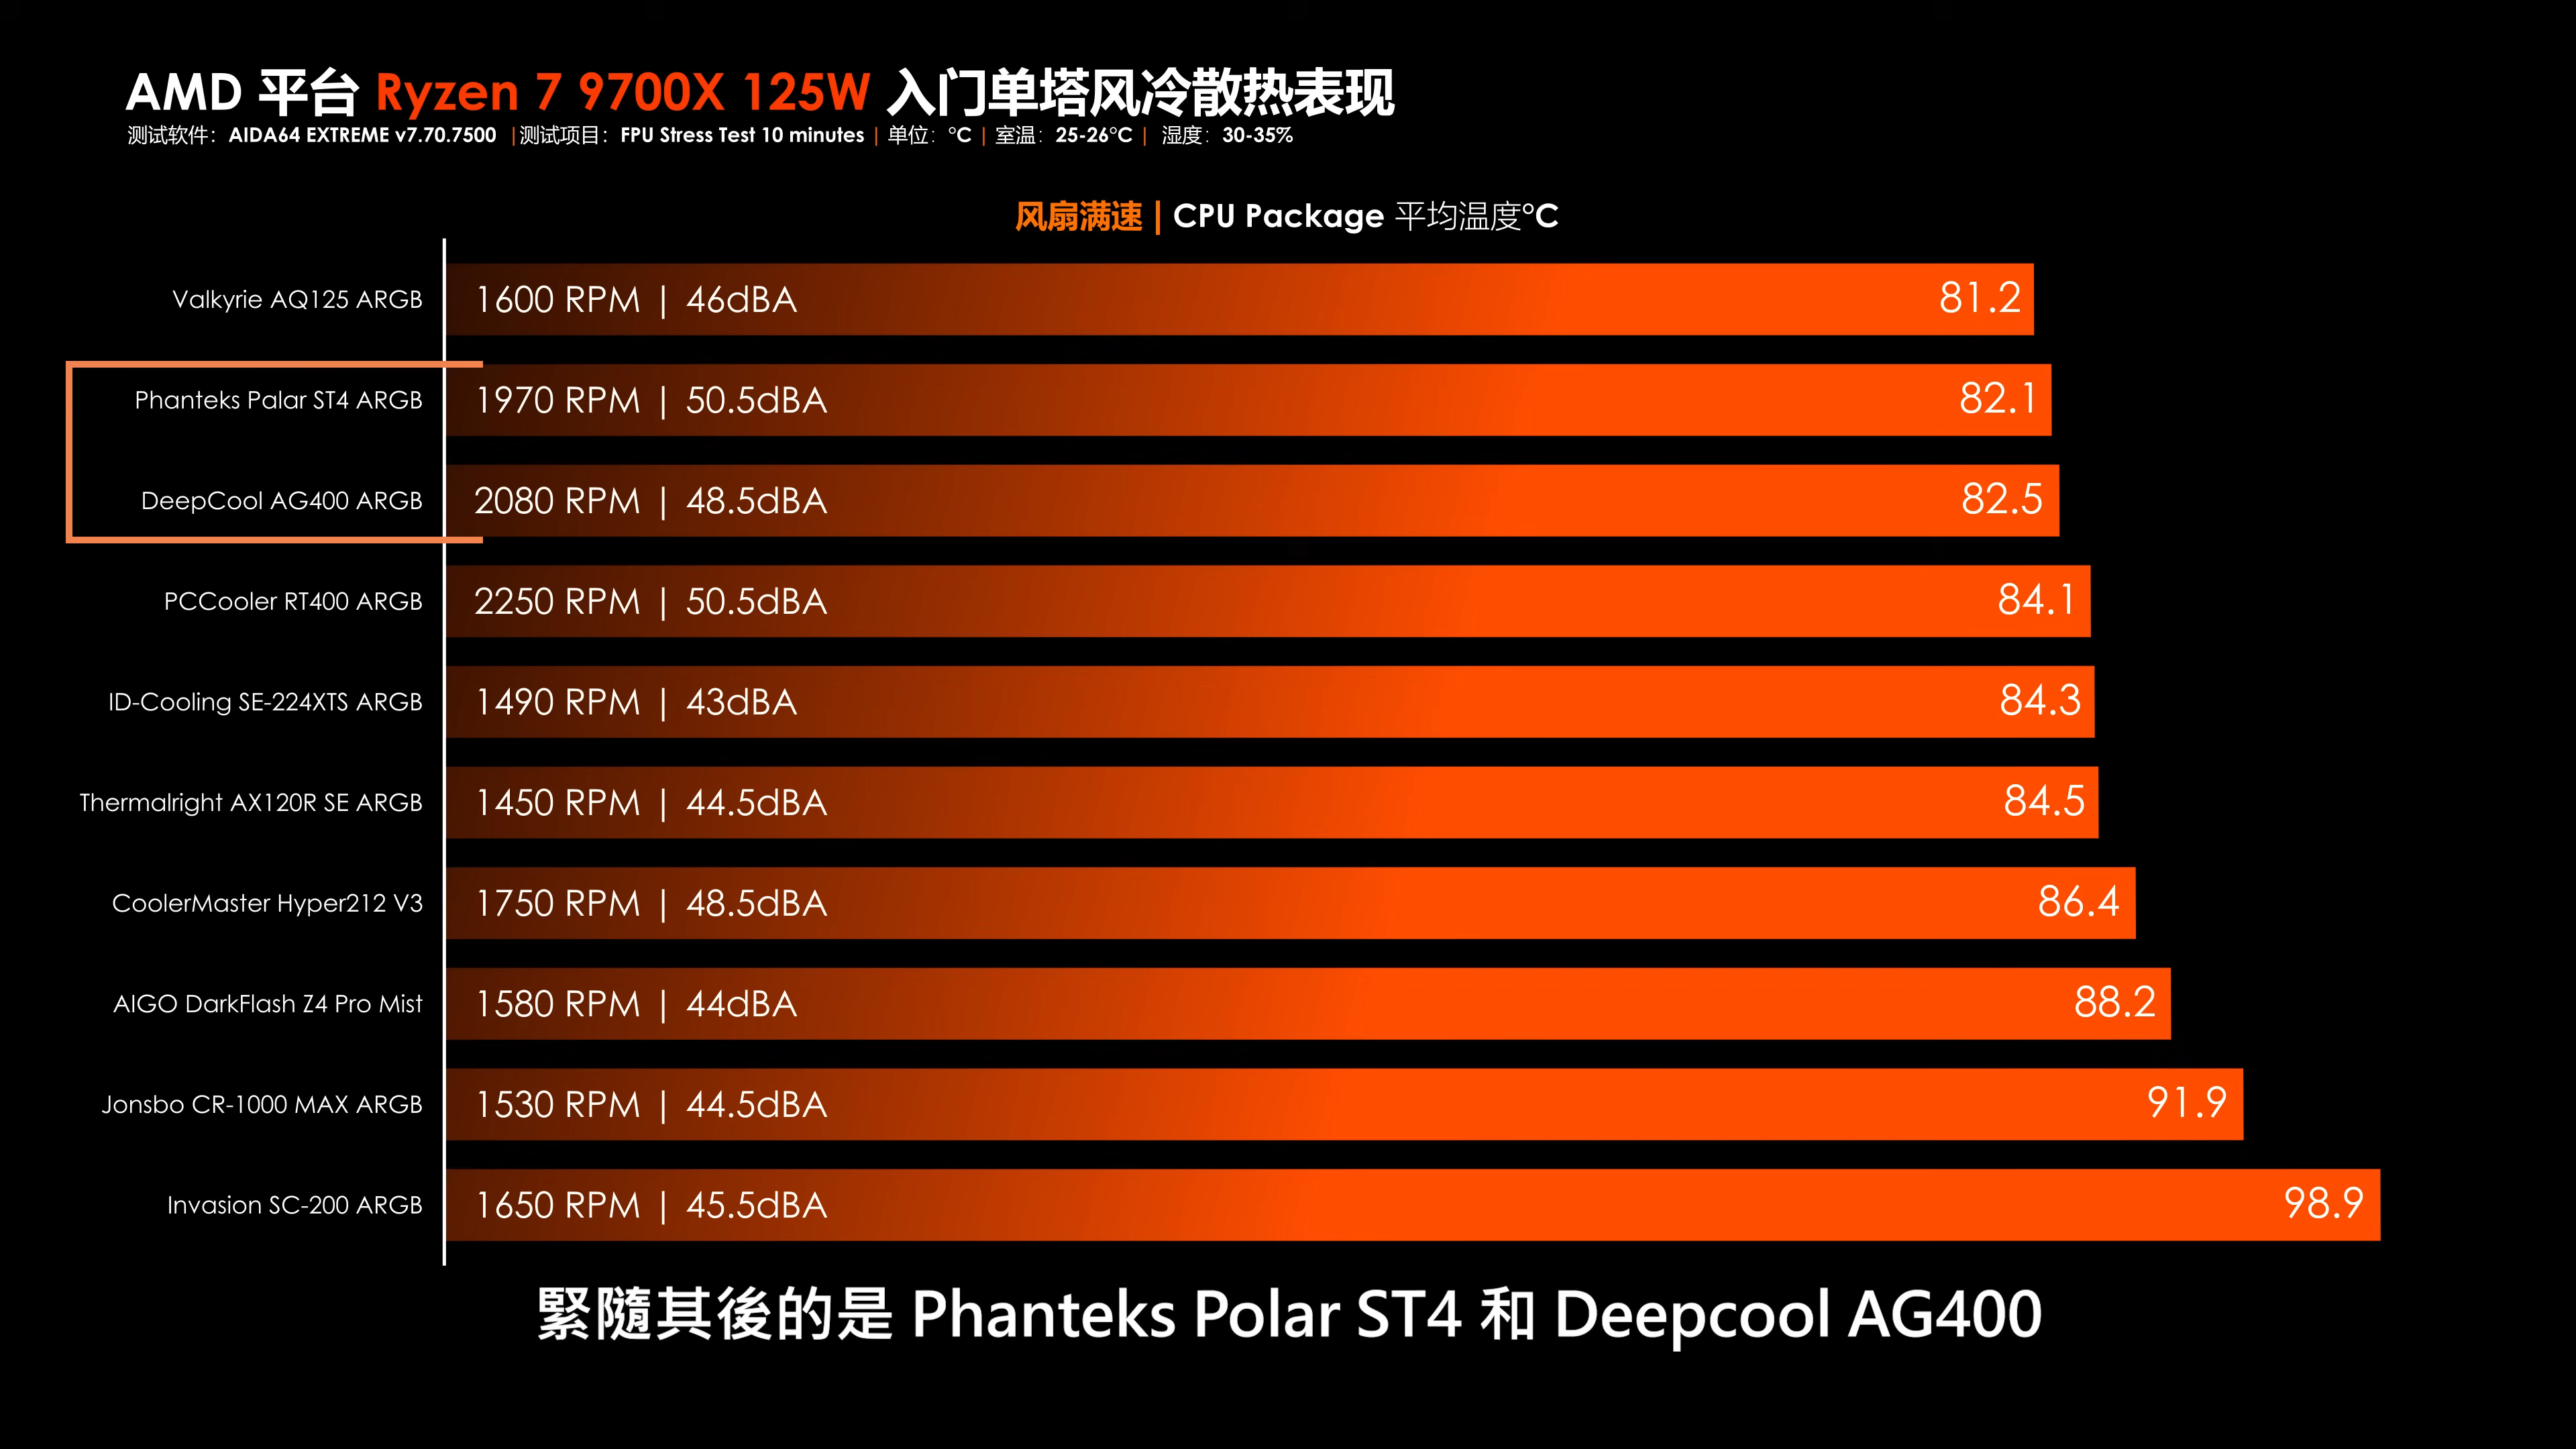 AMD 平台 Ryzen 7 9700X 125W 入门单塔风冷散热表现
测试软件：AIDA64 EXTREME v7.70.7500 | 测试项目：FPU Stress Test 10 minutes | 单位：°C | 室温：25-26°C | 湿度：30-35%
风扇满速 | CPU Package 平均温度°C
Valkyrie AQ125 ARGB 1600 RPM | 46dBA 81.2
Phanteks Palar ST4 ARGB 1970 RPM | 50.5dBA 82.1
DeepCool AG400 ARGB 2080 RPM | 48.5dBA 82.5
PCCooler RT400 ARGB 2250 RPM | 50.5dBA 84.1
ID-Cooling SE-224XTS ARGB 1490 RPM | 43dBA 84.3
Thermalright AX120R SE ARGB 1450 RPM | 44.5dBA 84.5
CoolerMaster Hyper212 V3 1750 RPM | 48.5dBA 86.4
AIGO DarkFlash Z4 Pro Mist 1580 RPM | 44dBA 88.2
Jonsbo CR-1000 MAX ARGB 1530 RPM | 44.5dBA 91.9
Invasion SC-200 ARGB 1650 RPM | 45.5dBA 98.9
緊隨其後的是 Phanteks Polar ST4 和 Deepcool AG400